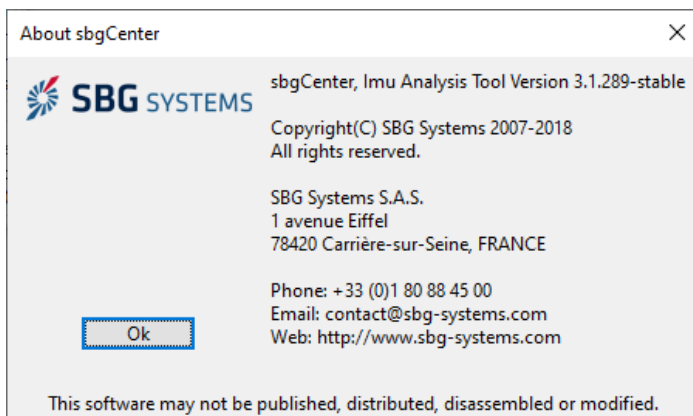 About sbgCenter
SBG SYSTEMS
sbgCenter, Imu Analysis Tool Version 3.1.289-stable
Copyright(C) SBG Systems 2007-2018
All rights reserved.
SBG Systems S.A.S.
1 avenue Eiffel
78420 Carrière-sur-Seine, FRANCE
Phone: +33 (0)1 80 88 45 00
Email: contact@sbg-systems.com
Web: http://www.sbg-systems.com
Ok
This software may not be published, distributed, disassembled or modified.